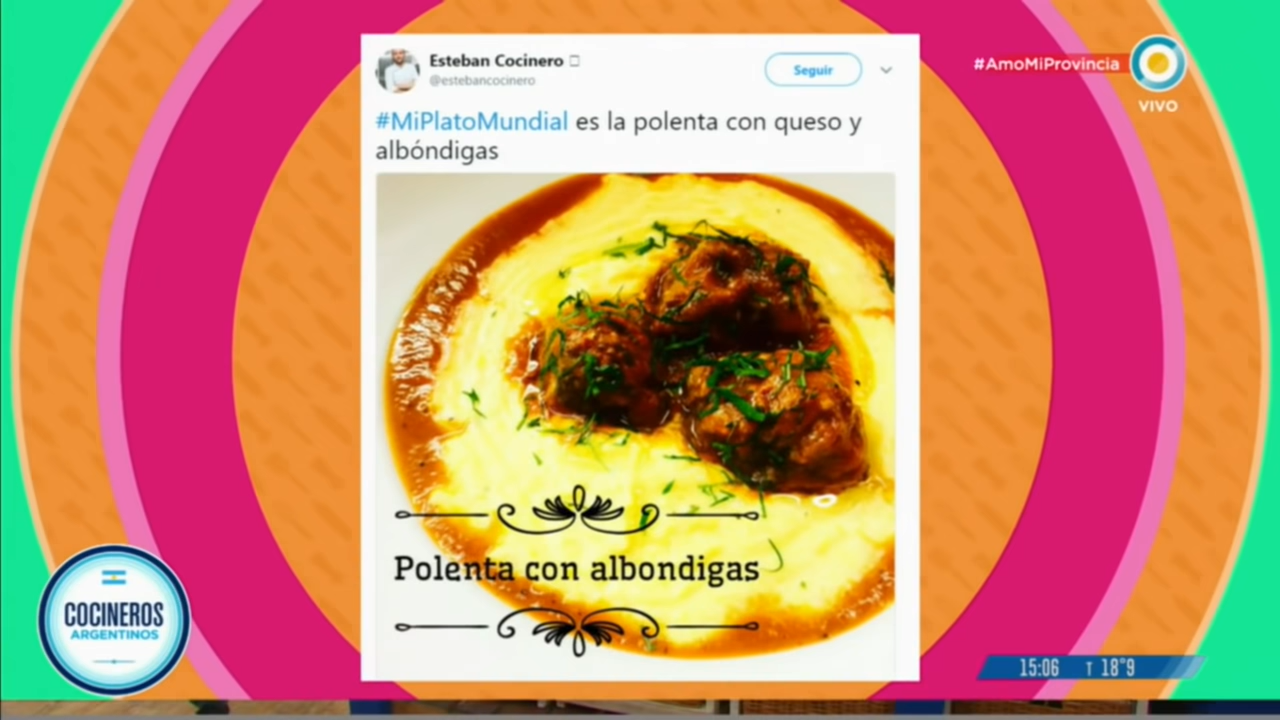 Esteban Cocinero
@estebancocinero
Seguir
#AmoMiProvincia
VIVO
#MiPlatoMundial es la polenta con queso y
albóndigas
Polenta con albondigas
COCINEROS
ARGENTINOS
15:06 T 18°9